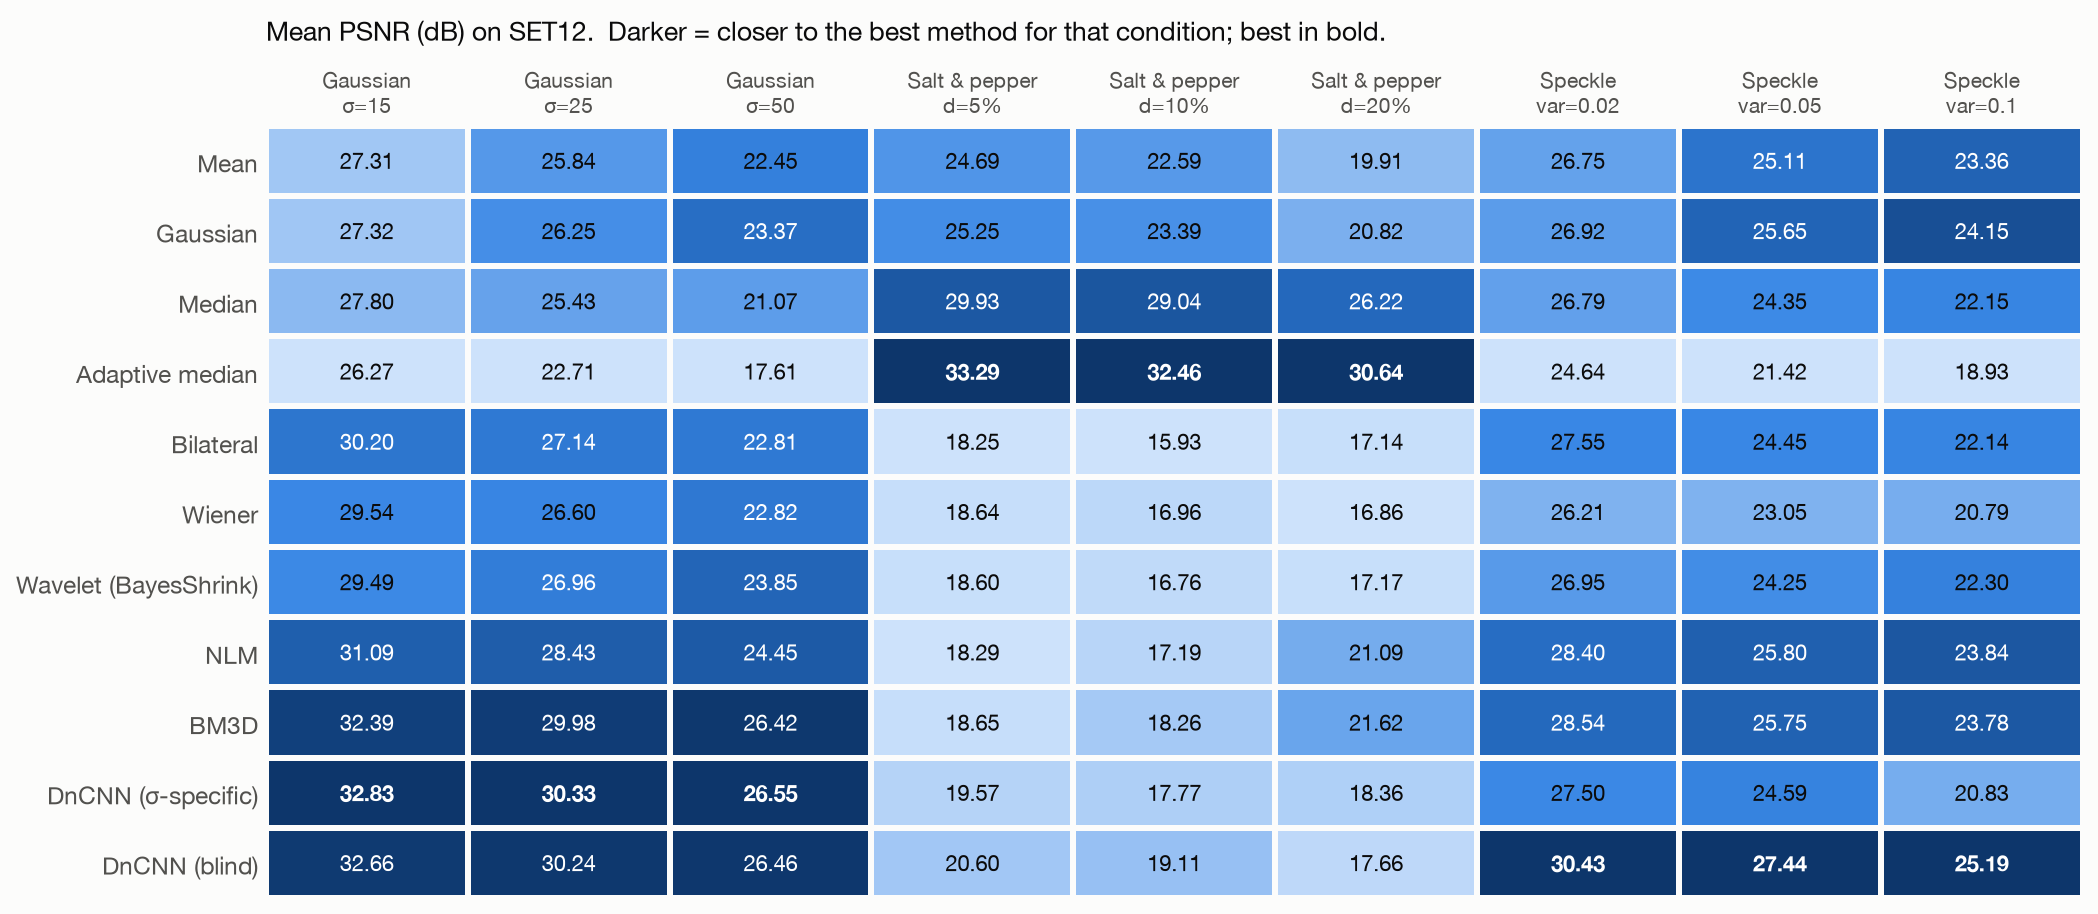 Mean PSNR (dB) on SET12.  Darker = closer to the best method for that condition; best in bold.
Gaussian Gaussian Gaussian Salt & pepper Salt & pepper Salt & pepper Speckle Speckle Speckle
σ=15 σ=25 σ=50 d=5% d=10% d=20% var=0.02 var=0.05 var=0.1
Mean 27.31 25.84 22.45 24.69 22.59 19.91 26.75 25.11 23.36
Gaussian 27.32 26.25 23.37 25.25 23.39 20.82 26.92 25.65 24.15
Median 27.80 25.43 21.07 29.93 29.04 26.22 26.79 24.35 22.15
Adaptive median 26.27 22.71 17.61 33.29 32.46 30.64 24.64 21.42 18.93
Bilateral 30.20 27.14 22.81 18.25 15.93 17.14 27.55 24.45 22.14
Wiener 29.54 26.60 22.82 18.64 16.96 16.86 26.21 23.05 20.79
Wavelet (BayesShrink) 29.49 26.96 23.85 18.60 16.76 17.17 26.95 24.25 22.30
NLM 31.09 28.43 24.45 18.29 17.19 21.09 28.40 25.80 23.84
BM3D 32.39 29.98 26.42 18.65 18.26 21.62 28.54 25.75 23.78
DnCNN (σ-specific) 32.83 30.33 26.55 19.57 17.77 18.36 27.50 24.59 20.83
DnCNN (blind) 32.66 30.24 26.46 20.60 19.11 17.66 30.43 27.44 25.19